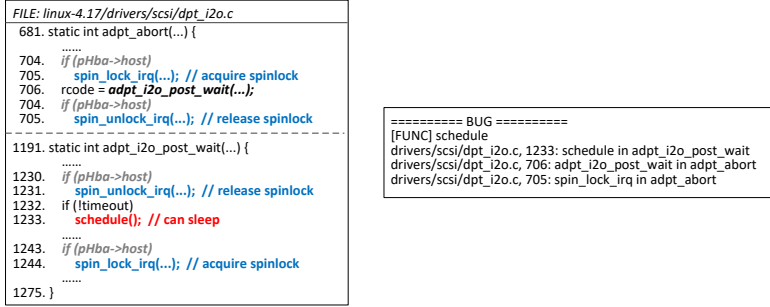 FILE: linux-4.17/drivers/scsi/dpt_i2o.c
681. static int adpt_abort(...) {
......
704. if (pHba->host)
705. spin_lock_irq(...); // acquire spinlock
706. rcode = adpt_i2o_post_wait(...);
704. if (pHba->host)
705. spin_unlock_irq(...); // release spinlock
1191. static int adpt_i2o_post_wait(...) {
......
1230. if (pHba->host)
1231. spin_unlock_irq(...); // release spinlock
1232. if (!timeout)
1233. schedule(); // can sleep
......
1243. if (pHba->host)
1244. spin_lock_irq(...); // acquire spinlock
......
1275. }
========== BUG ==========
[FUNC] schedule
drivers/scsi/dpt_i2o.c, 1233: schedule in adpt_i2o_post_wait
drivers/scsi/dpt_i2o.c, 706: adpt_i2o_post_wait in adpt_abort
drivers/scsi/dpt_i2o.c, 705: spin_lock_irq in adpt_abort